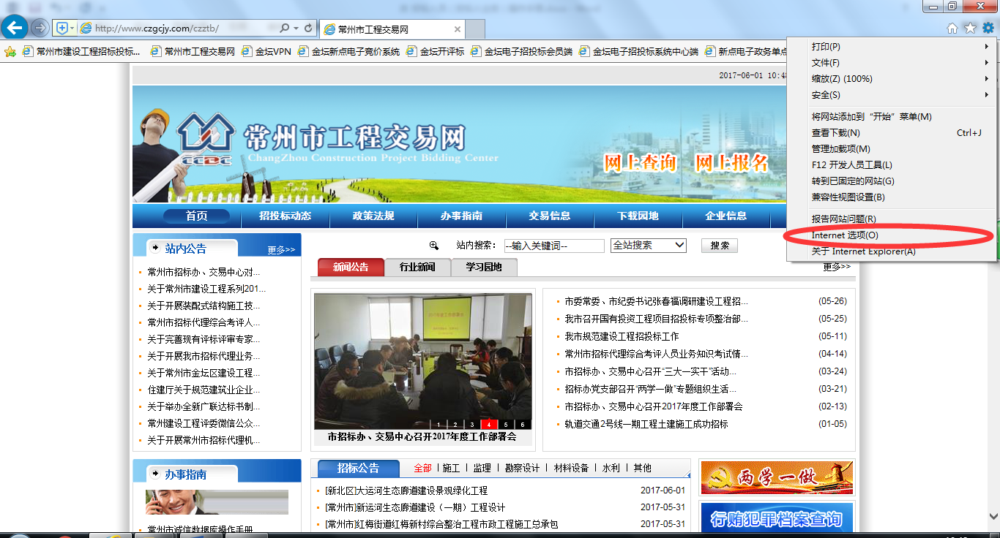 http://www.czgcjy.com/czztb/
常州市工程交易网
常州市建设工程招标投标...
常州市工程交易网
金坛VPN
金坛新点电子竞价系统
金坛开评标
金坛电子招投标会员端
金坛电子招投标系统中心端
新点电子政务单点
打印(P)
文件(F)
缩放(Z) (100%)
安全(S)
将网站添加到“开始”菜单(M)
查看下载(N) Ctrl+J
管理加载项(M)
F12 开发人员工具(L)
转到已固定的网站(G)
兼容性视图设置(B)
报告网站问题(R)
Internet 选项(O)
关于 Internet Explorer(A)
2017-06-01 10:48
CCBC
常州市工程交易网
ChangZhou Construction Project Bidding Center
网上查询 网上报名
首页 招投标动态 政策法规 办事指南 交易信息 下载园地 企业信息
站内公告 更多>>
常州市招标办、交易中心对...
关于常州市建设工程系列201...
关于开展装配式结构施工技...
常州市招标代理综合考评人...
关于完善现有评标评审专家...
关于开展我市招标代理业务...
关于常州市金坛区建设工程...
住建厅关于规范建筑业企业...
关于举办全新广联达标书制...
常州建设工程评委微信公众...
关于开展常州市招标代理机...
站内搜索： --输入关键词-- 全站搜索 搜 索
新闻公告 行业新闻 学习园地 更多>>
1 2 3 4 5 6
市招标办、交易中心召开2017年度工作部署会
市委常委、市纪委书记张春福调研建设工程招... (05-26)
我市召开国有投资工程项目招投标专项整治部... (05-25)
我市规范建设工程招投标工作 (05-11)
常州市招标代理综合考评人员业务知识考试情... (04-14)
市招标办、交易中心召开“三大一实干”活动... (03-24)
招标办党支部召开“两学一做”专题组织生活... (03-21)
市招标办、交易中心召开2017年度工作部署会 (02-13)
轨道交通2号线一期工程土建施工成功招标 (01-05)
办事指南
常州市诚信数据库操作手册
招标公告 全部 | 施工 | 监理 | 勘察设计 | 材料设备 | 水利 | 其他
[新北区]大运河生态廊道建设景观绿化工程 2017-06-01
[常州市]新运河生态廊道建设（一期）工程设计 2017-05-31
[常州市]红梅街道红梅新村综合整治工程市政工程施工总承包 2017-05-31
两学一做
行贿犯罪档案查询